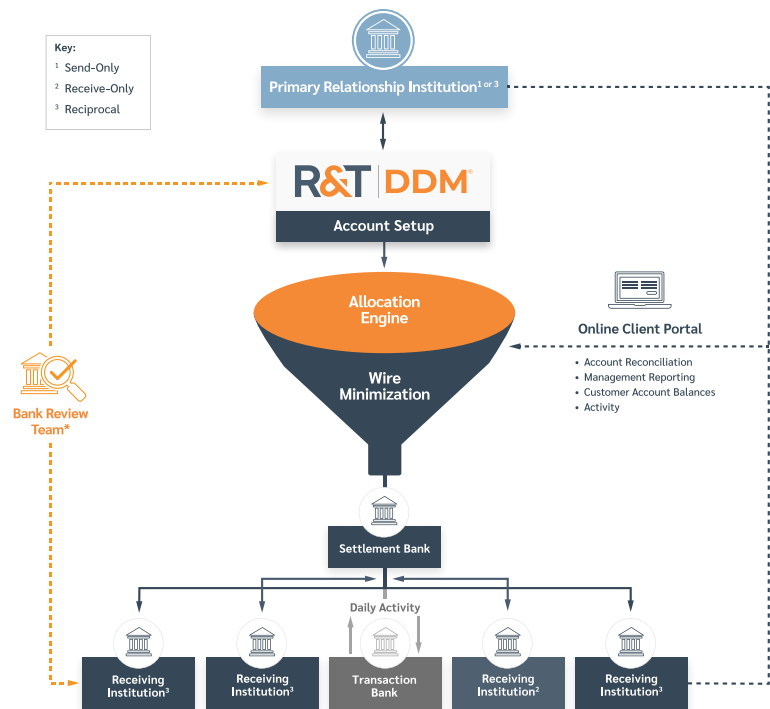 Key:
¹ Send-Only
² Receive-Only
³ Reciprocal
Primary Relationship Institution¹ ᵒʳ ³
R&T DDM®
Account Setup
Allocation
Engine
Wire
Minimization
Online Client Portal
• Account Reconciliation
• Management Reporting
• Customer Account Balances
• Activity
Bank Review
Team*
Settlement Bank
Daily Activity
Receiving
Institution³
Receiving
Institution³
Transaction
Bank
Receiving
Institution²
Receiving
Institution³